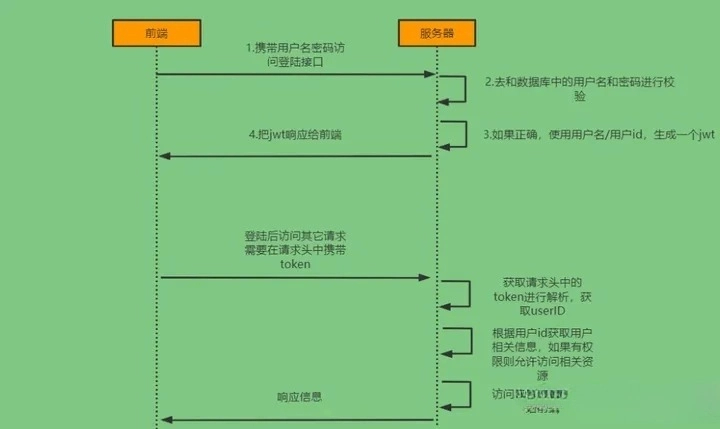 前端
服务器
1.携带用户名密码访
问登陆接口
2.去和数据库中的用户名和密码进行校
验
3.如果正确，使用用户名/用户id，生成一个jwt
4.把jwt响应给前端
登陆后访问其它请求
需要在请求头中携带
token
获取请求头中的
token进行解析，获
取userID
根据用户id获取用户
相关信息，如果有权
限则允许访问相关资
源
访问
响应信息